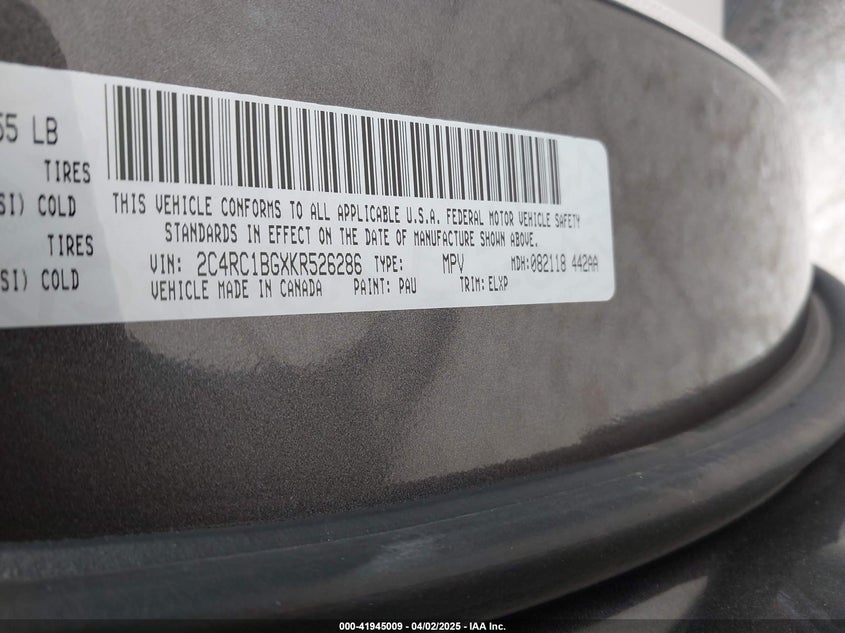 55 LB
TIRES
SI) COLD
TIRES
SI) COLD
THIS VEHICLE CONFORMS TO ALL APPLICABLE U.S.A. FEDERAL MOTOR VEHICLE SAFETY
STANDARDS IN EFFECT ON THE DATE OF MANUFACTURE SHOWN ABOVE.
VIN: 2C4RC1BGXKR526286 TYPE: MPV MDH:082118 442AA
VEHICLE MADE IN CANADA PAINT: PAU TRIM:ELXP
000-41945009 - 04/02/2025 - IAA Inc.